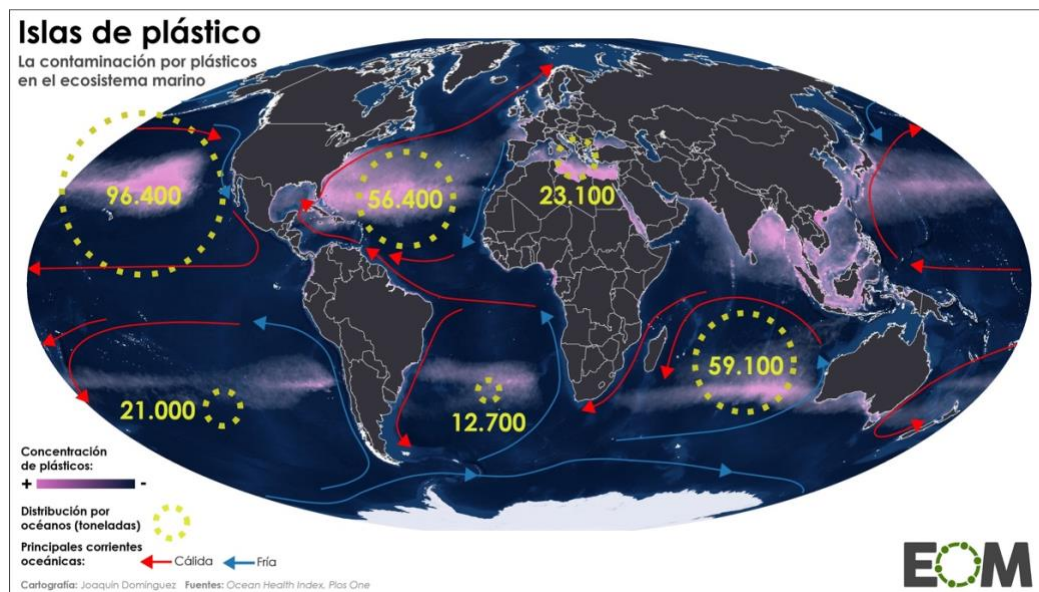 Islas de plástico
La contaminación por plásticos
en el ecosistema marino
96.400
56.400
23.100
59.100
21.000
12.700
Concentración
de plásticos:
+ -
Distribución por
océanos (toneladas)
Principales corrientes
oceánicas: Cálida Fría
Cartografía: Joaquín Domínguez Fuentes: Ocean Health Index, Plos One
EOM